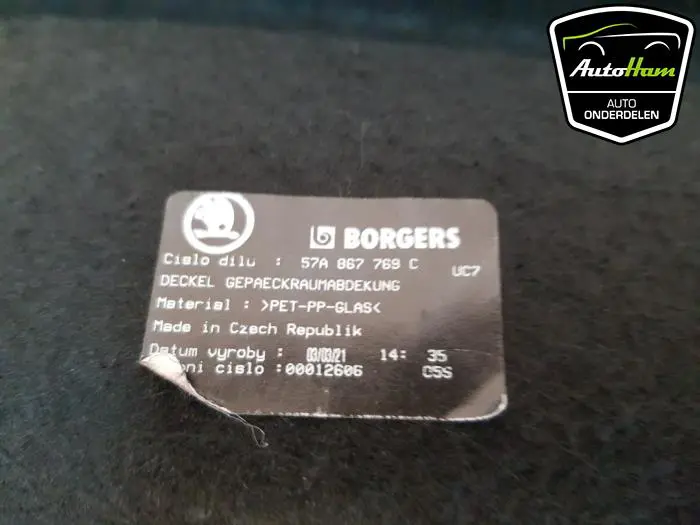 AutoHam
AUTO
ONDERDELEN
BORGERS
Cislo dilu : 57A 867 769 C UC7
DECKEL GEPAECKRAUMABDEKUNG
Material : >PET-PP-GLAS<
Made in Czech Republik
Datum vyroby : 03/03/21 14: 35
cislo :00012606 C5S